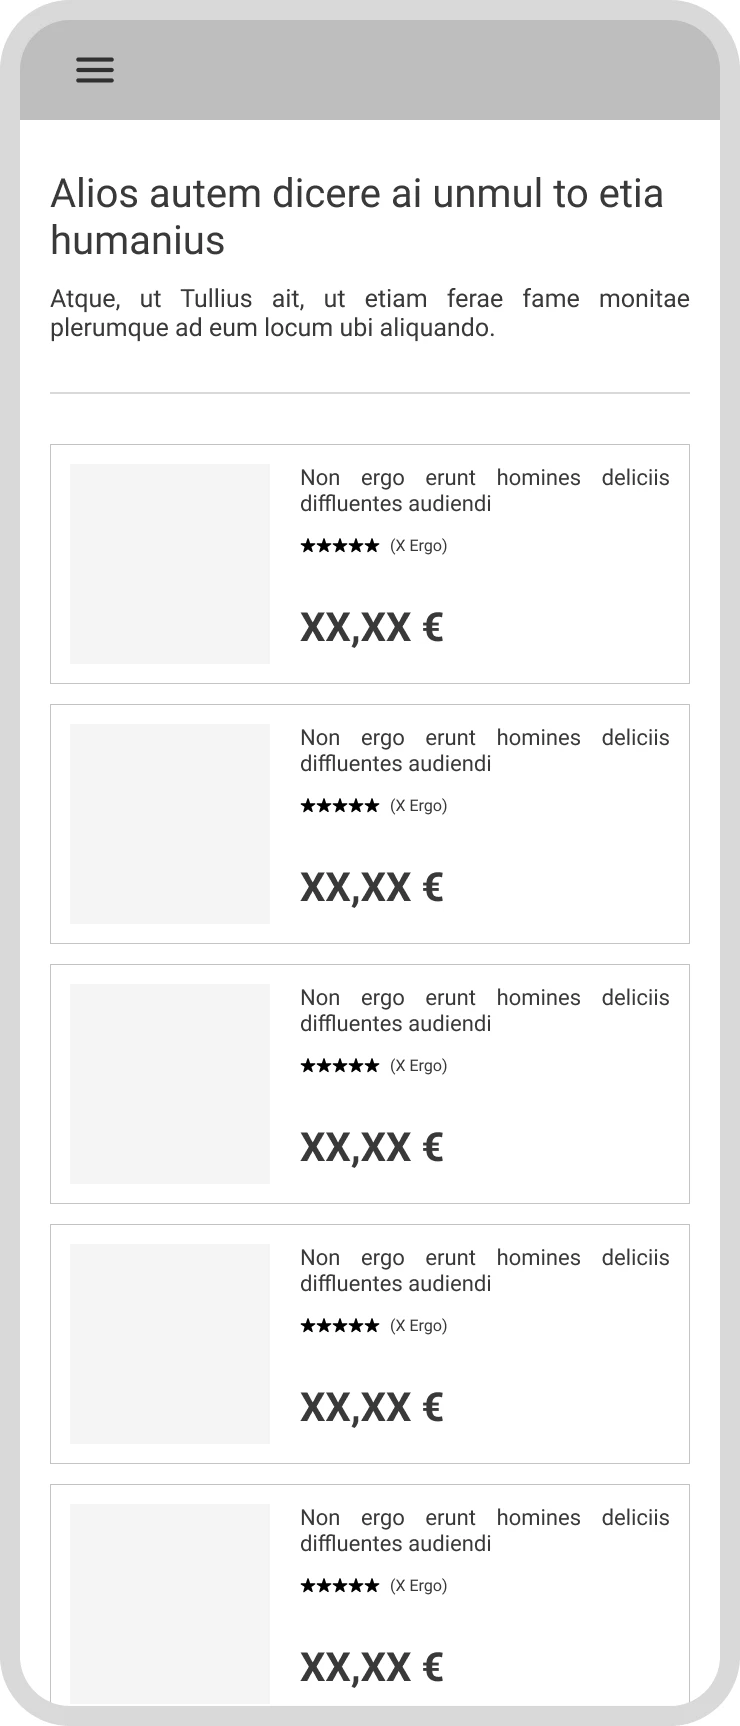 Alios autem dicere ai unmul to etia
humanius
Atque, ut Tullius ait, ut etiam ferae fame monitae
plerumque ad eum locum ubi aliquando.
Non ergo erunt homines deliciis
diffluentes audiendi
★★★★★ (X Ergo)
XX,XX €
Non ergo erunt homines deliciis
diffluentes audiendi
★★★★★ (X Ergo)
XX,XX €
Non ergo erunt homines deliciis
diffluentes audiendi
★★★★★ (X Ergo)
XX,XX €
Non ergo erunt homines deliciis
diffluentes audiendi
★★★★★ (X Ergo)
XX,XX €
Non ergo erunt homines deliciis
diffluentes audiendi
★★★★★ (X Ergo)
XX,XX €